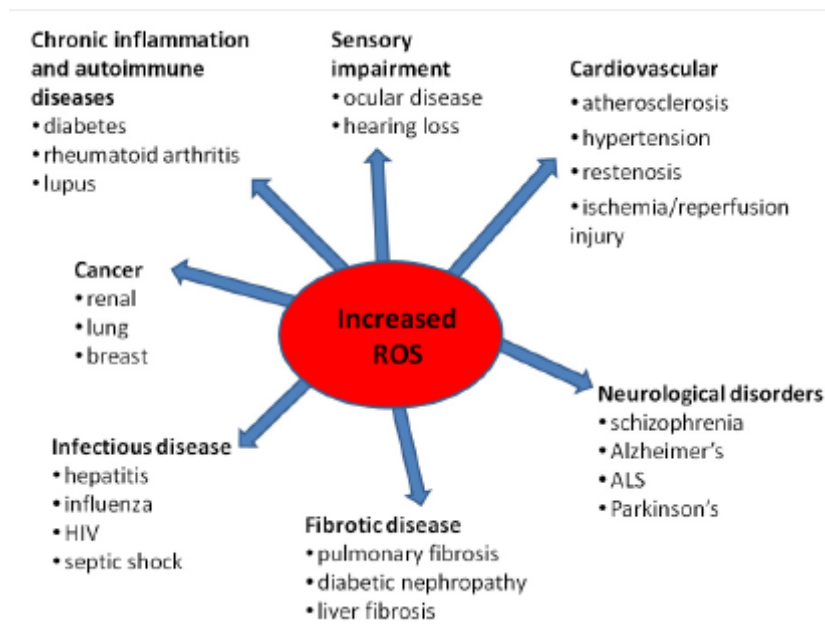 Chronic inflammation
and autoimmune
diseases
• diabetes
• rheumatoid arthritis
• lupus
Sensory
impairment
• ocular disease
• hearing loss
Cardiovascular
• atherosclerosis
• hypertension
• restenosis
• ischemia/reperfusion
injury
Cancer
• renal
• lung
• breast
Increased
ROS
Neurological disorders
• schizophrenia
• Alzheimer’s
• ALS
• Parkinson’s
Infectious disease
• hepatitis
• influenza
• HIV
• septic shock
Fibrotic disease
• pulmonary fibrosis
• diabetic nephropathy
• liver fibrosis